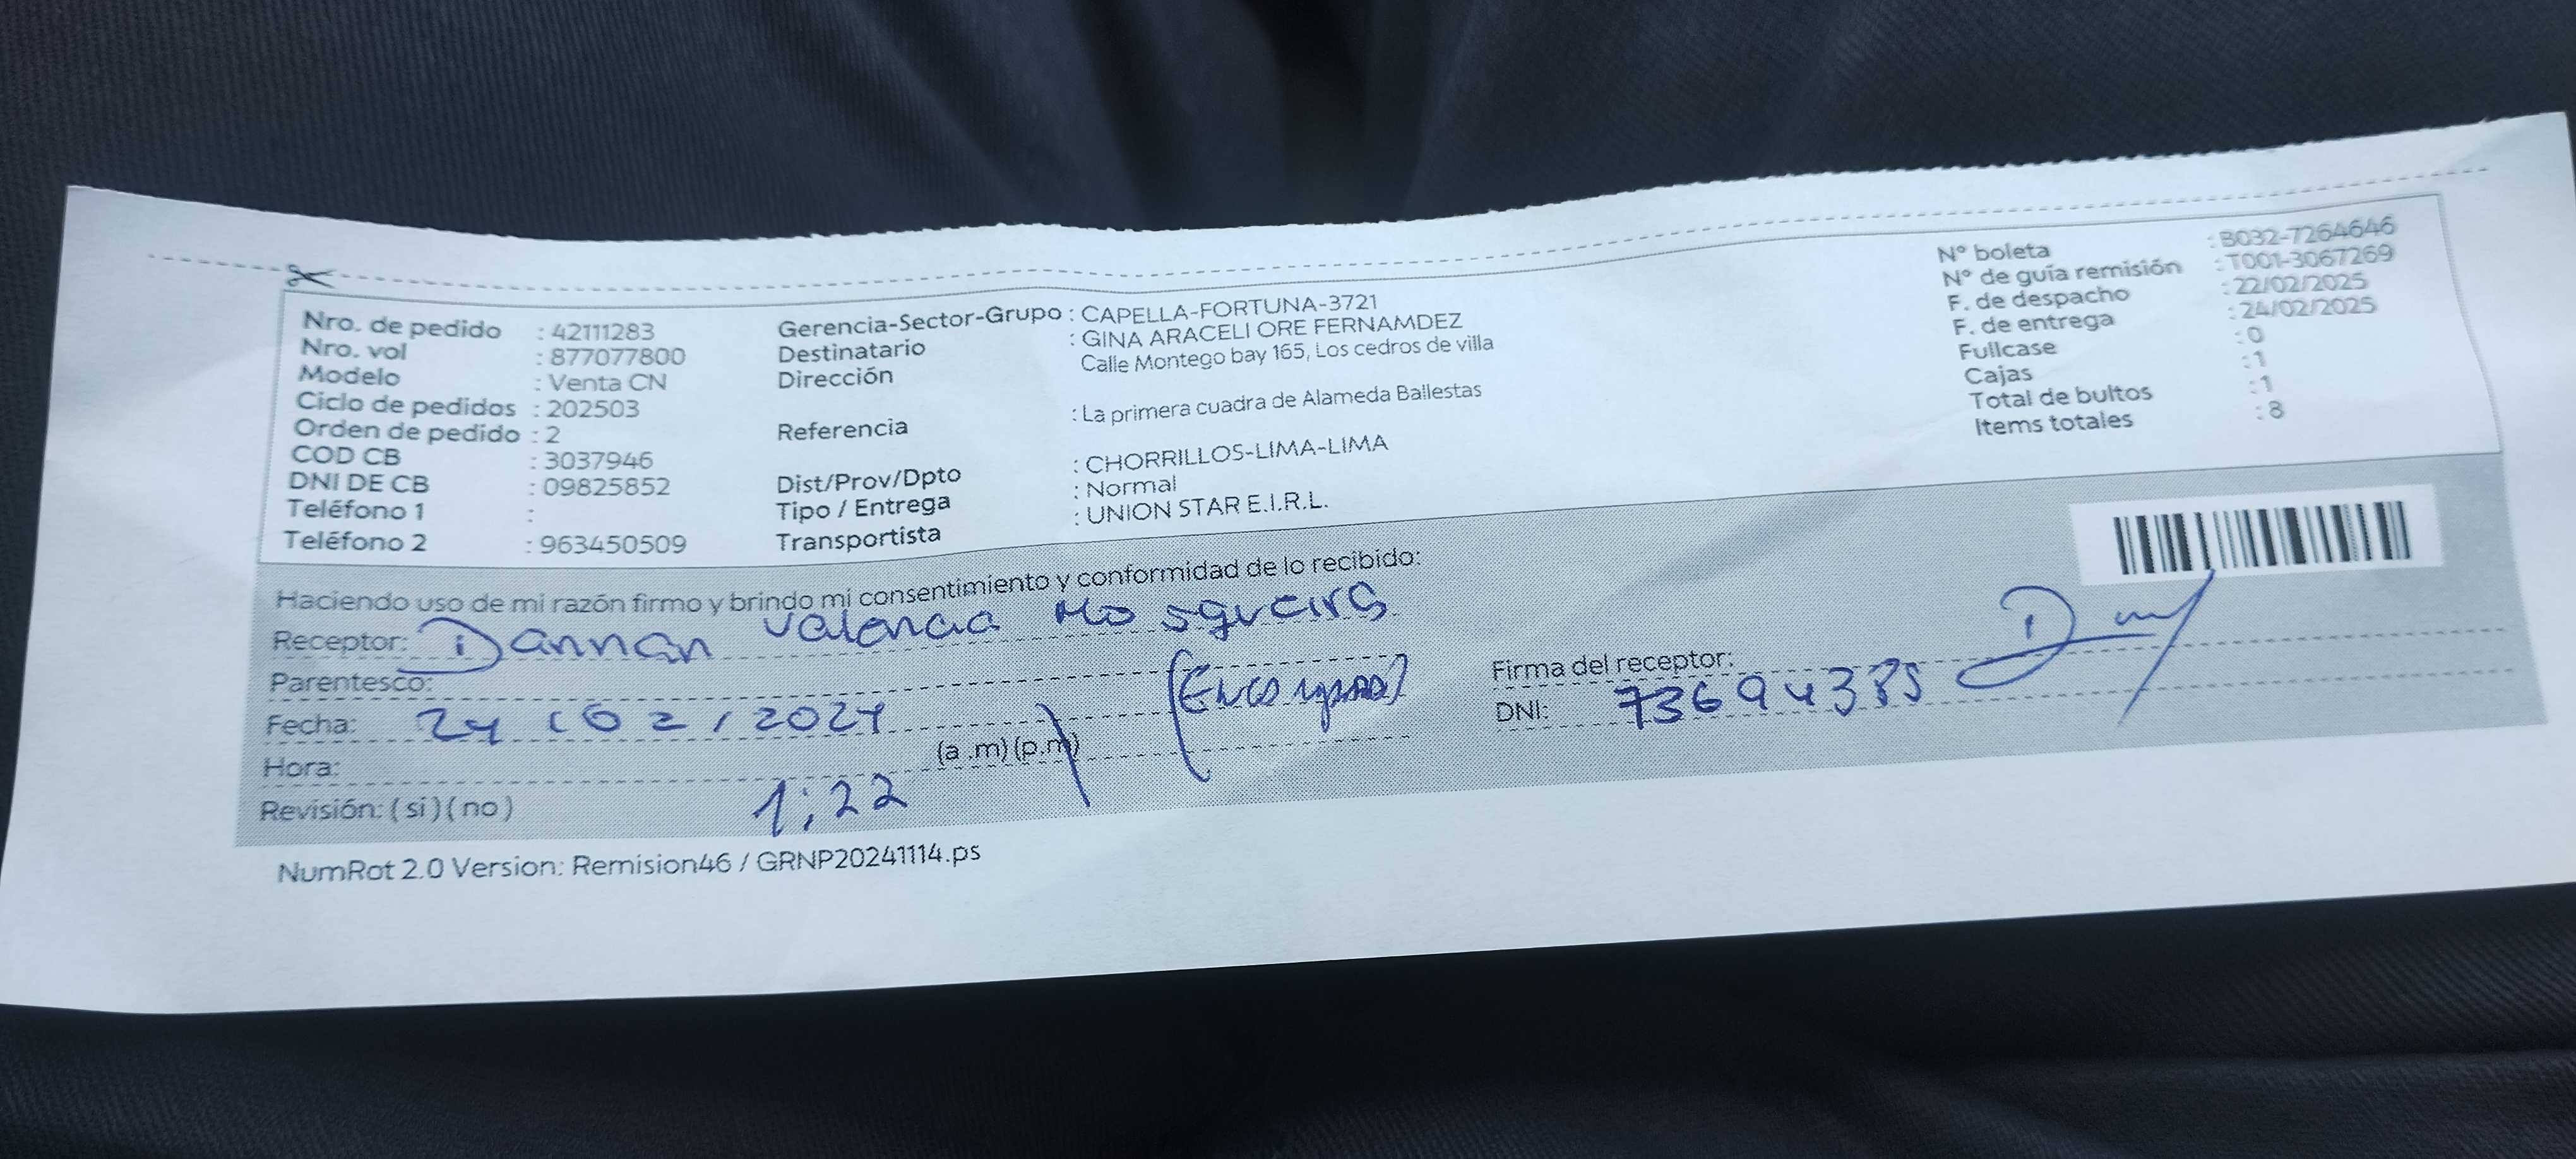 Nro. de pedido : 42111283
Nro. vol : 877077800
Modelo : Venta CN
Ciclo de pedidos : 202503
Orden de pedido : 2
COD CB : 3037946
DNI DE CB : 09825852
Teléfono 1 :
Teléfono 2 : 963450509
Gerencia-Sector-Grupo : CAPELLA-FORTUNA-3721
Destinatario : GINA ARACELI ORE FERNAMDEZ
Dirección Calle Montego bay 165, Los cedros de villa
Referencia : La primera cuadra de Alameda Ballestas
Dist/Prov/Dpto : CHORRILLOS-LIMA-LIMA
Tipo / Entrega : Normal
Transportista : UNION STAR E.I.R.L.
N° boleta : B032-7264646
N° de guía remisión : T001-3067269
F. de despacho : 22/02/2025
F. de entrega : 24/02/2025
Fullcase : 0
Cajas : 1
Total de bultos : 1
Items totales : 8
Haciendo uso de mi razón firmo y brindo mi consentimiento y conformidad de lo recibido:
Receptor: Dannan Valencia Mosqueira
Parentesco:
Fecha: 24/02/2024
Hora: 1:22 (a .m) (p.m)
Revisión: ( si ) ( no )
Firma del receptor:
DNI:
NumRot 2.0 Version: Remision46 / GRNP20241114.ps